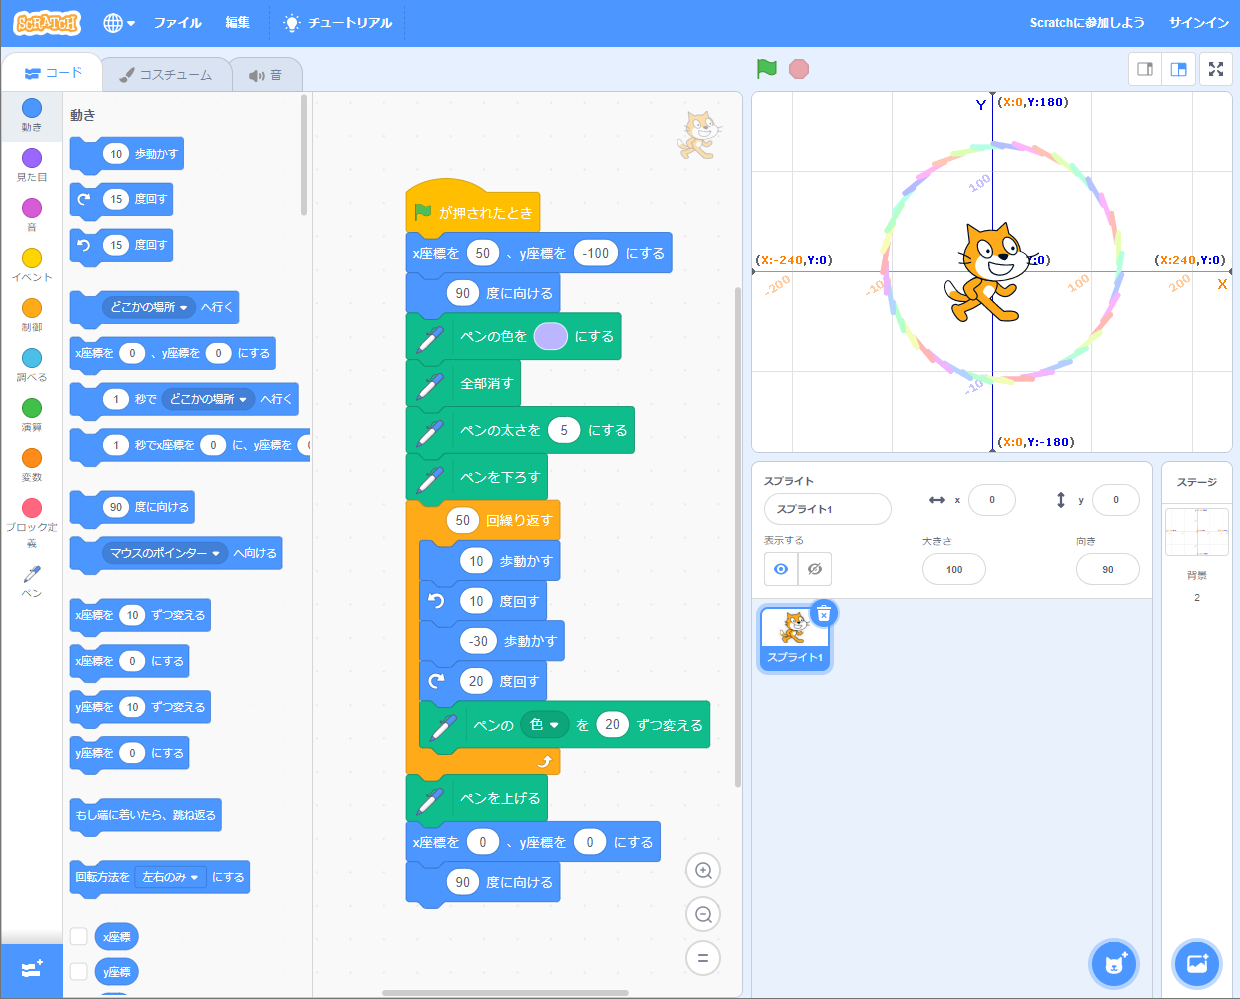 SCRATCH
ファイル
編集
チュートリアル
Scratchに参加しよう
サインイン
コード
コスチューム
音
動き
見た目
音
イベント
制御
調べる
演算
変数
ブロック定義
ペン
動き
10 歩動かす
15 度回す
15 度回す
どこかの場所 へ行く
x座標を 0 、y座標を 0 にする
1 秒で どこかの場所 へ行く
1 秒でx座標を 0 に、y座標を
90 度に向ける
マウスのポインター へ向ける
x座標を 10 ずつ変える
x座標を 0 にする
y座標を 10 ずつ変える
y座標を 0 にする
もし端に着いたら、跳ね返る
回転方法を 左右のみ にする
x座標
y座標
が押されたとき
x座標を 50 、y座標を -100 にする
90 度に向ける
ペンの色を にする
全部消す
ペンの太さを 5 にする
ペンを下ろす
50 回繰り返す
10 歩動かす
10 度回す
-30 歩動かす
20 度回す
ペンの 色 を 20 ずつ変える
ペンを上げる
x座標を 0 、y座標を 0 にする
90 度に向ける
Y (X:0,Y:180)
100
(X:-240,Y:0)
:0)
(X:240,Y:0)
-200
-10
100
200
X
-10
(X:0,Y:-180)
スプライト
スプライト1
x 0
y 0
表示する
大きさ
100
向き
90
スプライト1
ステージ
背景
2